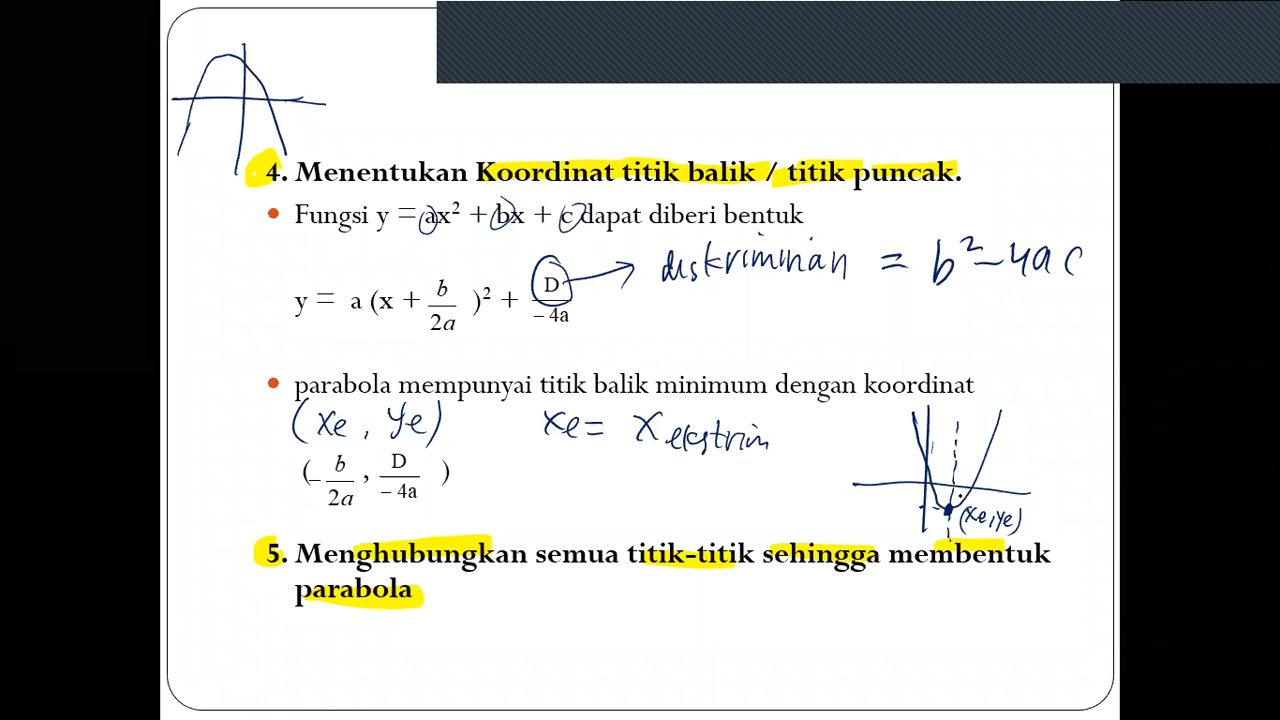 4. Menentukan Koordinat titik balik / titik puncak.
• Fungsi y = ax² + bx + c dapat diberi bentuk
diskriminan = b² - 4ac
y = a (x + b/2a )² + D/-4a
• parabola mempunyai titik balik minimum dengan koordinat
(xe, ye) xe = x ekstrim
(- b/2a , D/-4a )
(xe, ye)
5. Menghubungkan semua titik-titik sehingga membentuk
parabola